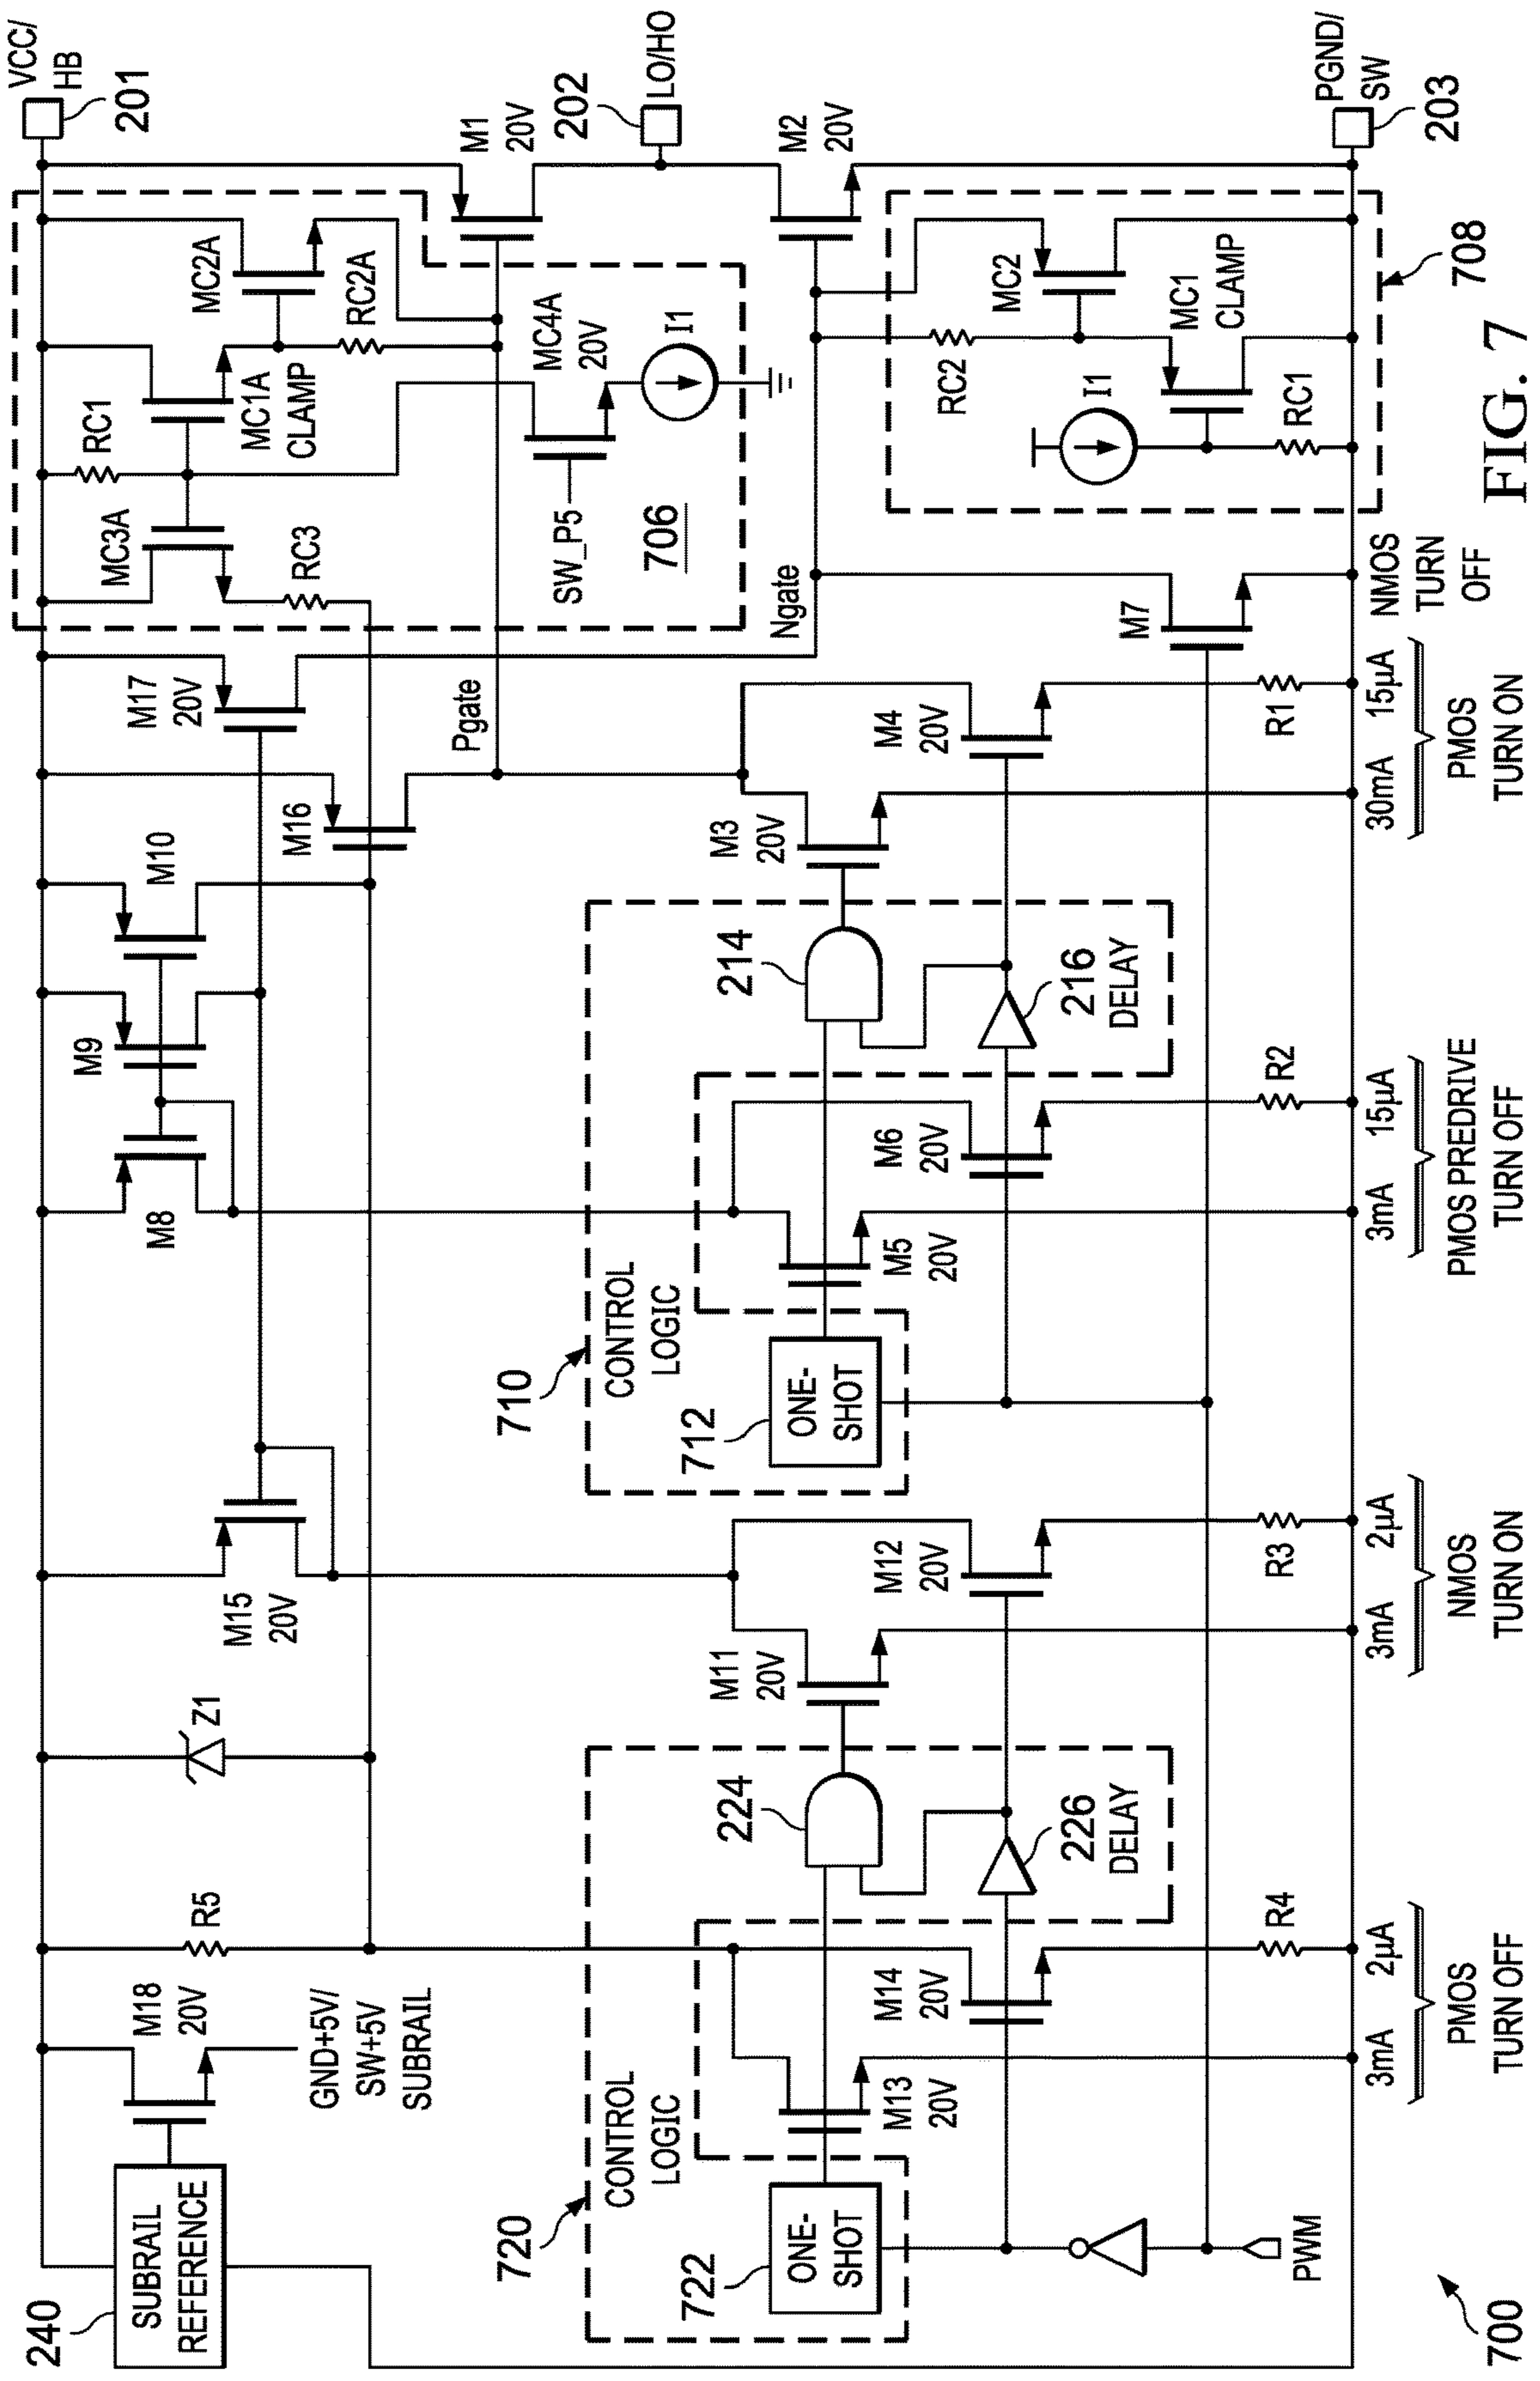 VCC/
HB
201
240
SUBRAIL
REFERENCE
M18
20V
GND+5V/
SW+5V
SUBRAIL
R5
Z1
M15
20V
M8
M9
M10
M16
M17
20V
MC3A
RC3
RC1
MC1A
CLAMP
MC2A
RC2A
MC4A
20V
SW_P5
I1
706
M1
20V
LO/HO
202
M2
20V
Pgate
Ngate
720
CONTROL
LOGIC
722
ONE-
SHOT
M13
20V
M14
20V
224
226
DELAY
M11
20V
M12
20V
710
CONTROL
LOGIC
712
ONE-
SHOT
M5
20V
M6
20V
214
216
DELAY
M3
20V
M4
20V
M7
RC2
MC2
MC1
CLAMP
I1
RC1
708
PWM
R4
R3
R2
R1
PGND/
SW
203
3mA
2µA
PMOS
TURN OFF
3mA
2µA
NMOS
TURN ON
3mA
15µA
PMOS PREDRIVE
TURN OFF
30mA
15µA
PMOS
TURN ON
NMOS
TURN
OFF
700
FIG. 7